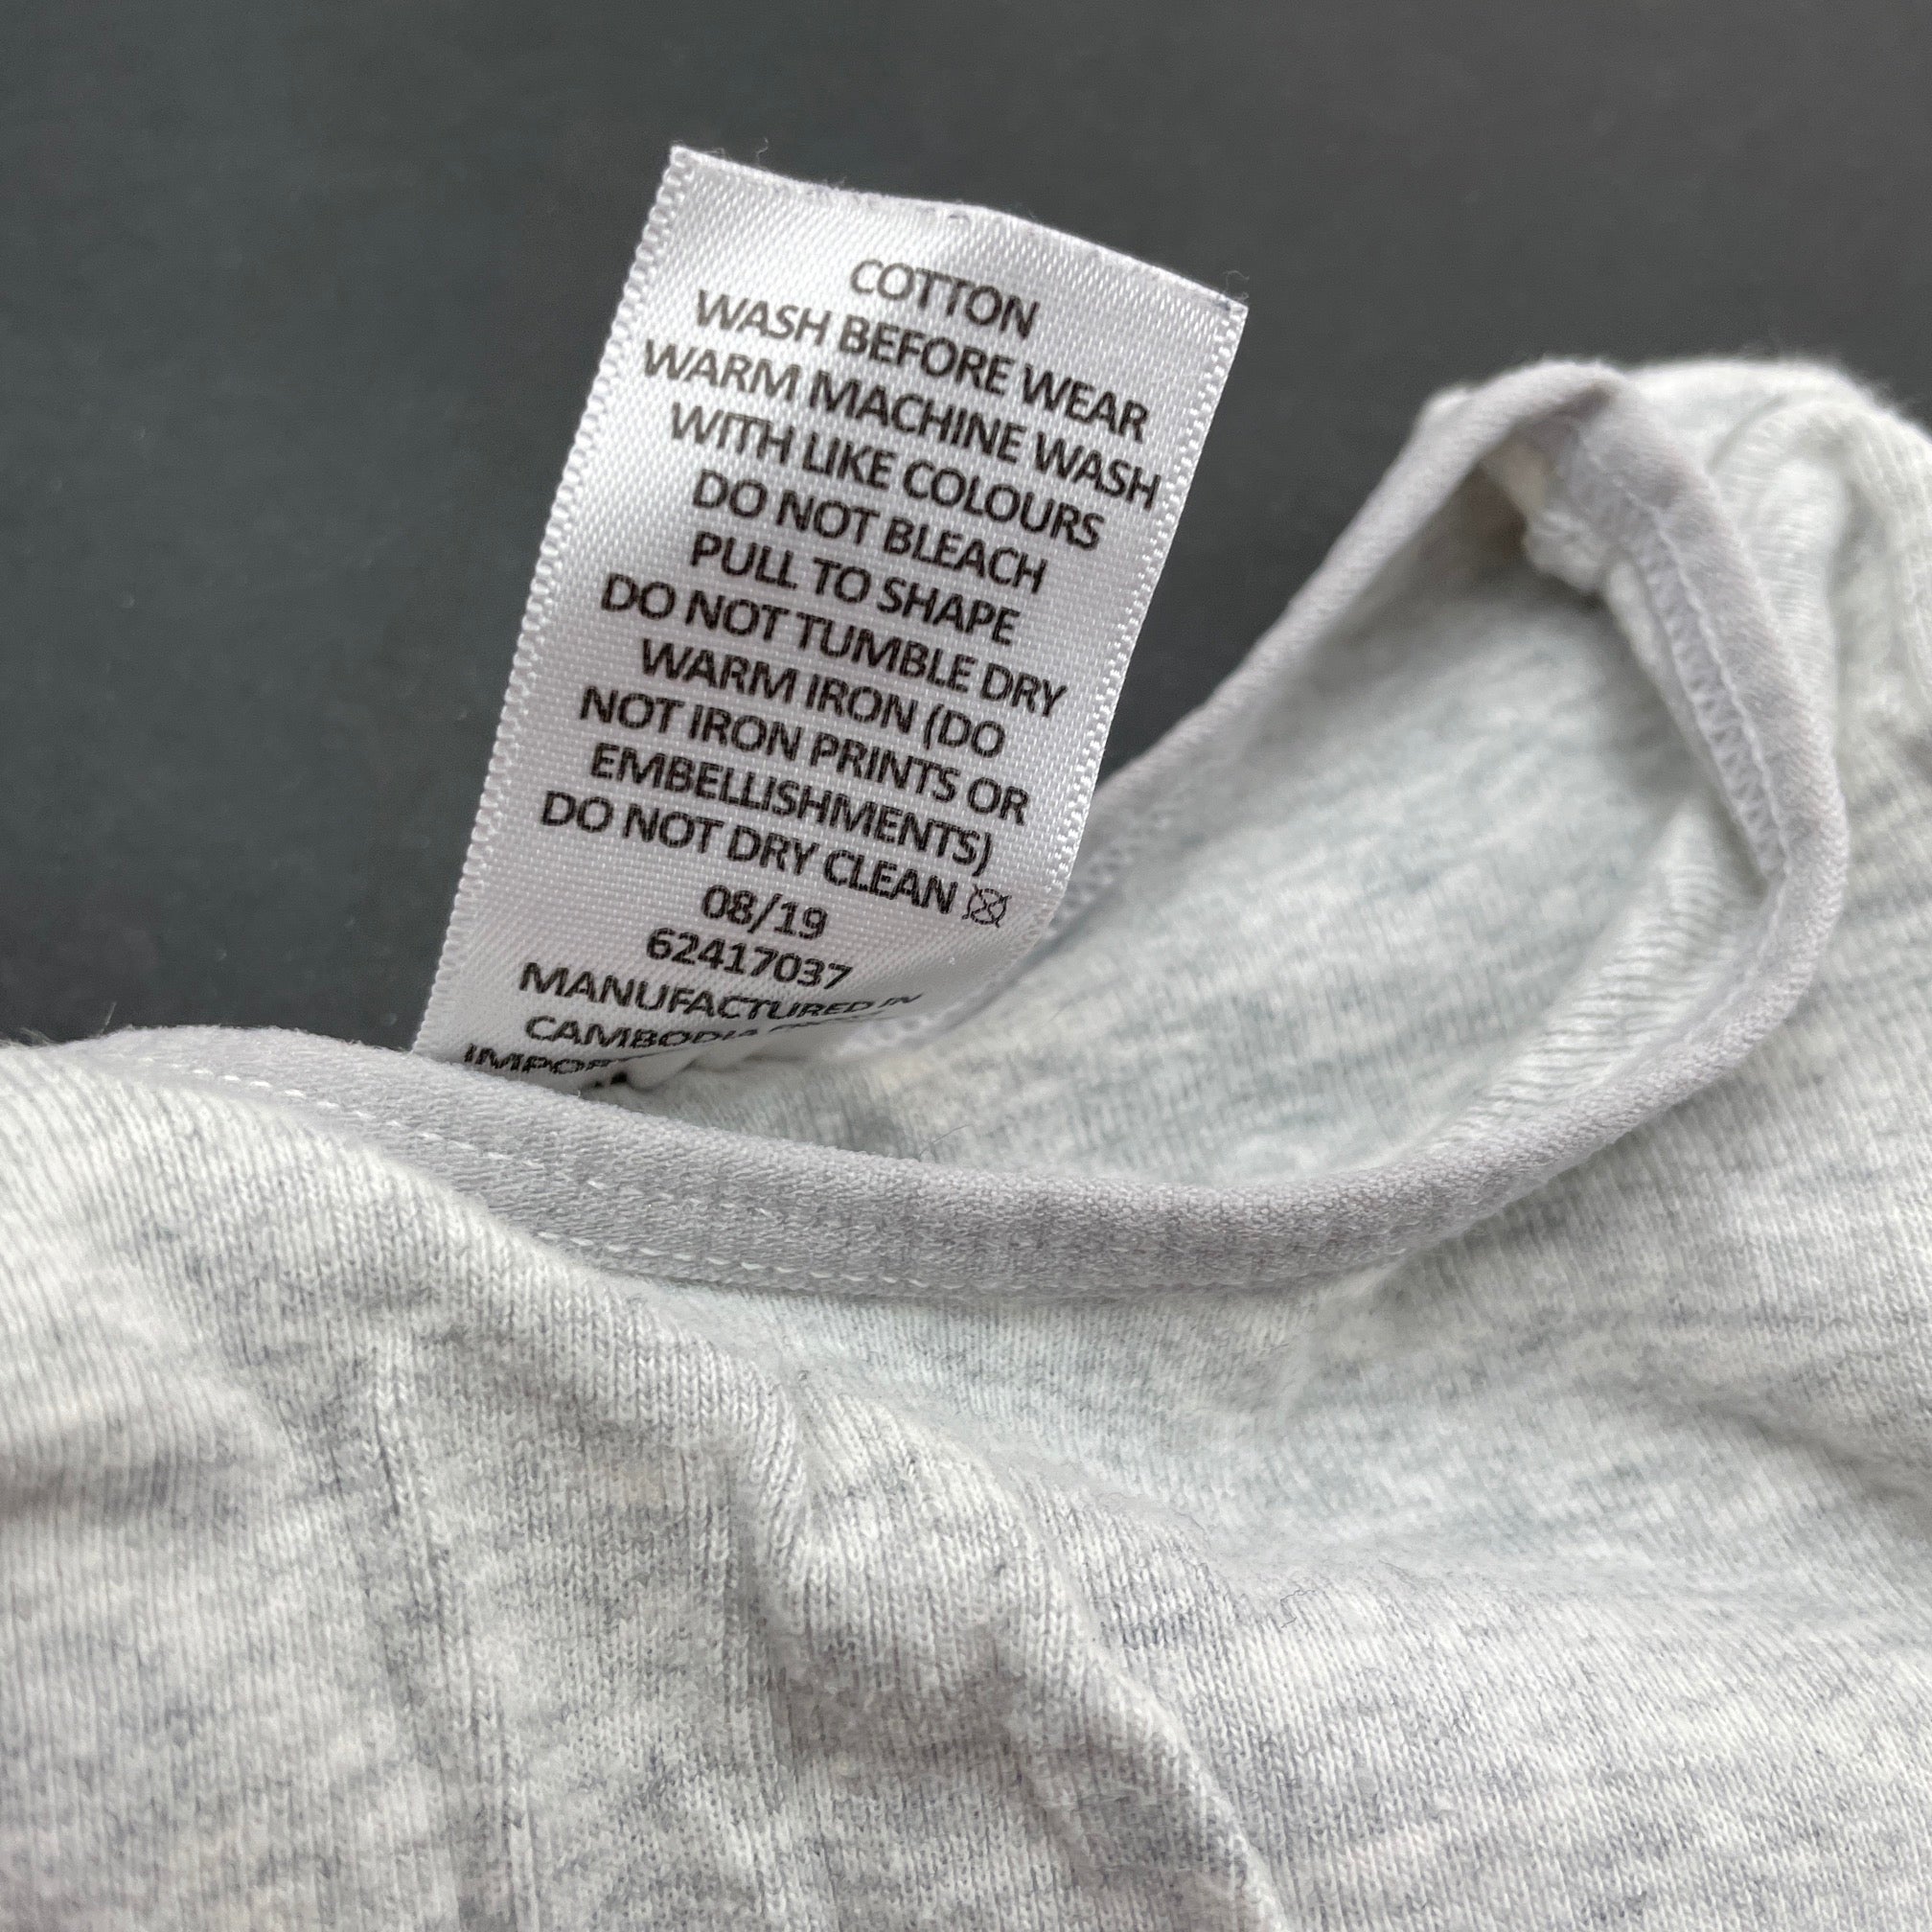 COTTON
WASH BEFORE WEAR
WARM MACHINE WASH
WITH LIKE COLOURS
DO NOT BLEACH
PULL TO SHAPE
DO NOT TUMBLE DRY
WARM IRON (DO
NOT IRON PRINTS OR
EMBELLISHMENTS)
DO NOT DRY CLEAN
08/19
62417037
MANUFACTURED IN
CAMBODIA